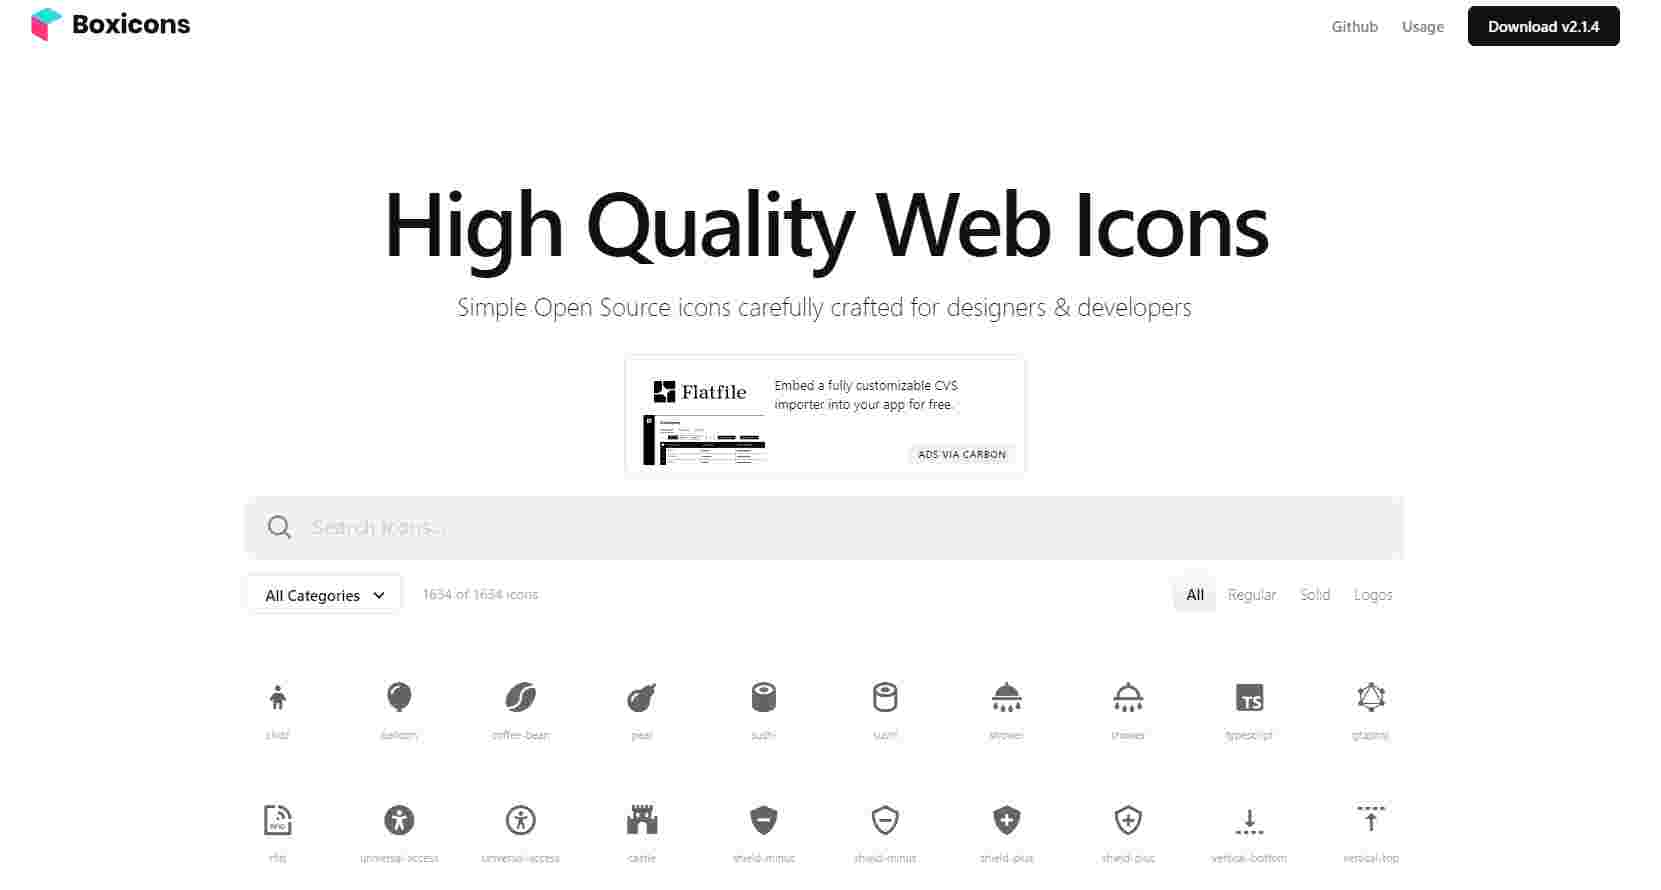 Boxicons
Github Usage Download v2.1.4
High Quality Web Icons
Simple Open Source icons carefully crafted for designers & developers
Flatfile
Embed a fully customizable CVS
importer into your app for free.
ADS VIA CARBON
Search icons...
All Categories 1634 of 1634 icons All Regular Solid Logos
TS
child balloon coffee-bean pear sushi sushi shower shower typescript graphql
RFID
rfid universal-access universal-access castle shield-minus shield-minus shield-plus shield-plus vertical-bottom vertical-top